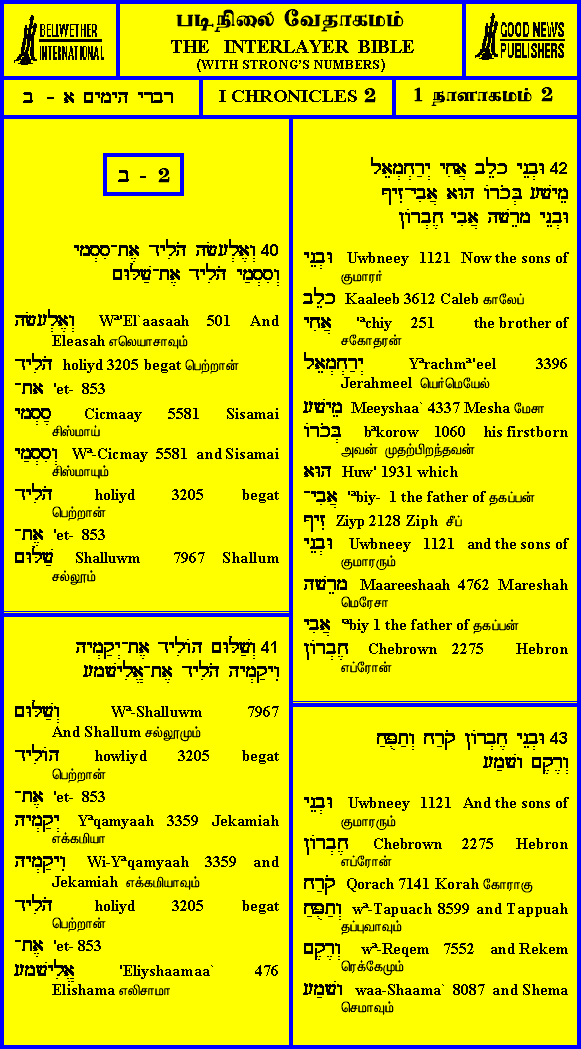 BELLWETHER
INTERNATIONAL
படிநிலை வேதாகமம்
THE INTERLAYER BIBLE
(WITH STRONG'S NUMBERS)
GOOD NEWS
PUBLISHERS
דברי הימים א - ב
I CHRONICLES 2
1 நாளாகமம் 2
ב - 2
40 וְאֶלְעָשָׂה הֹלִיד אֶת־סִסְמָי
וְסִסְמַי הֹלִיד אֶת־שַׁלּוּם
וְאֶלְעָשָׂה Wª'El`aasaah 501 And
Eleasah எலெயாசாவும்
הֹלִיד holiyd 3205 begat பெற்றான்
אֶת־ 'et- 853
סִסְמָי Cicmaay 5581 Sisamai
சிஸ்மாய்
וְסִסְמַי Wª-Cicmay 5581 and Sisamai
சிஸ்மாயும்
הֹלִיד holiyd 3205 begat
பெற்றான்
אֶת־ 'et- 853
שַׁלּוּם Shalluwm 7967 Shallum
சல்லூம்
41 וְשַׁלּוּם הוֹלִיד אֶת־יְקַמְיָה
וִיקַמְיָה הֹלִיד אֶת־אֱלִישָׁמָע
וְשַׁלּוּם Wª-Shalluwm 7967
And Shallum சல்லூமும்
הוֹלִיד howliyd 3205 begat
பெற்றான்
אֶת־ 'et- 853
יְקַמְיָה Yªqamyaah 3359 Jekamiah
எக்கமியா
וִיקַמְיָה Wi-Yªqamyaah 3359 and
Jekamiah எக்கமியாவும்
הֹלִיד holiyd 3205 begat
பெற்றான்
אֶת־ 'et- 853
אֱלִישָׁמָע 'Eliyshaamaa` 476
Elishama எலிசாமா
42 וּבְנֵי כָלֵב אֲחִי יְרַחְמְאֵל
מֵישָׁע בְּכֹרוֹ הוּא אֲבִי־זִיף
וּבְנֵי מָרֵשָׁה אֲבִי חֶבְרוֹן
וּבְנֵי Uwbneey 1121 Now the sons of
குமாரர்
כָלֵב Kaaleeb 3612 Caleb காலேப்
אֲחִי 'ªchiy 251 the brother of
சகோதரன்
יְרַחְמְאֵל Yªrachmª'eel 3396
Jerahmeel யெர்மெயேல்
מֵישָׁע Meeyshaa` 4337 Mesha மேசா
בְּכֹרוֹ bªkorow 1060 his firstborn
அவன் முதற்பிறந்தவன்
הוּא Huw' 1931 which
אֲבִי־ 'ªbiy- 1 the father of தகப்பன்
זִיף Ziyp 2128 Ziph சீப்
וּבְנֵי Uwbneey 1121 and the sons of
குமாரரும்
מָרֵשָׁה Maareeshaah 4762 Mareshah
மெரேசா
אֲבִי 'ªbiy 1 the father of தகப்பன்
חֶבְרוֹן Chebrown 2275 Hebron
எப்ரோன்
43 וּבְנֵי חֶבְרוֹן קֹרַח וְתַפֻּחַ
וְרֶקֶם וָשָׁמַע
וּבְנֵי Uwbneey 1121 And the sons of
குமாரரும்
חֶבְרוֹן Chebrown 2275 Hebron
எப்ரோன்
קֹרַח Qorach 7141 Korah கோராகு
וְתַפֻּחַ wª-Tapuach 8599 and Tappuah
தப்புவாவும்
וְרֶקֶם wª-Reqem 7552 and Rekem
ரெக்கேமும்
וָשָׁמַע waa-Shaama` 8087 and Shema
செமாவும்